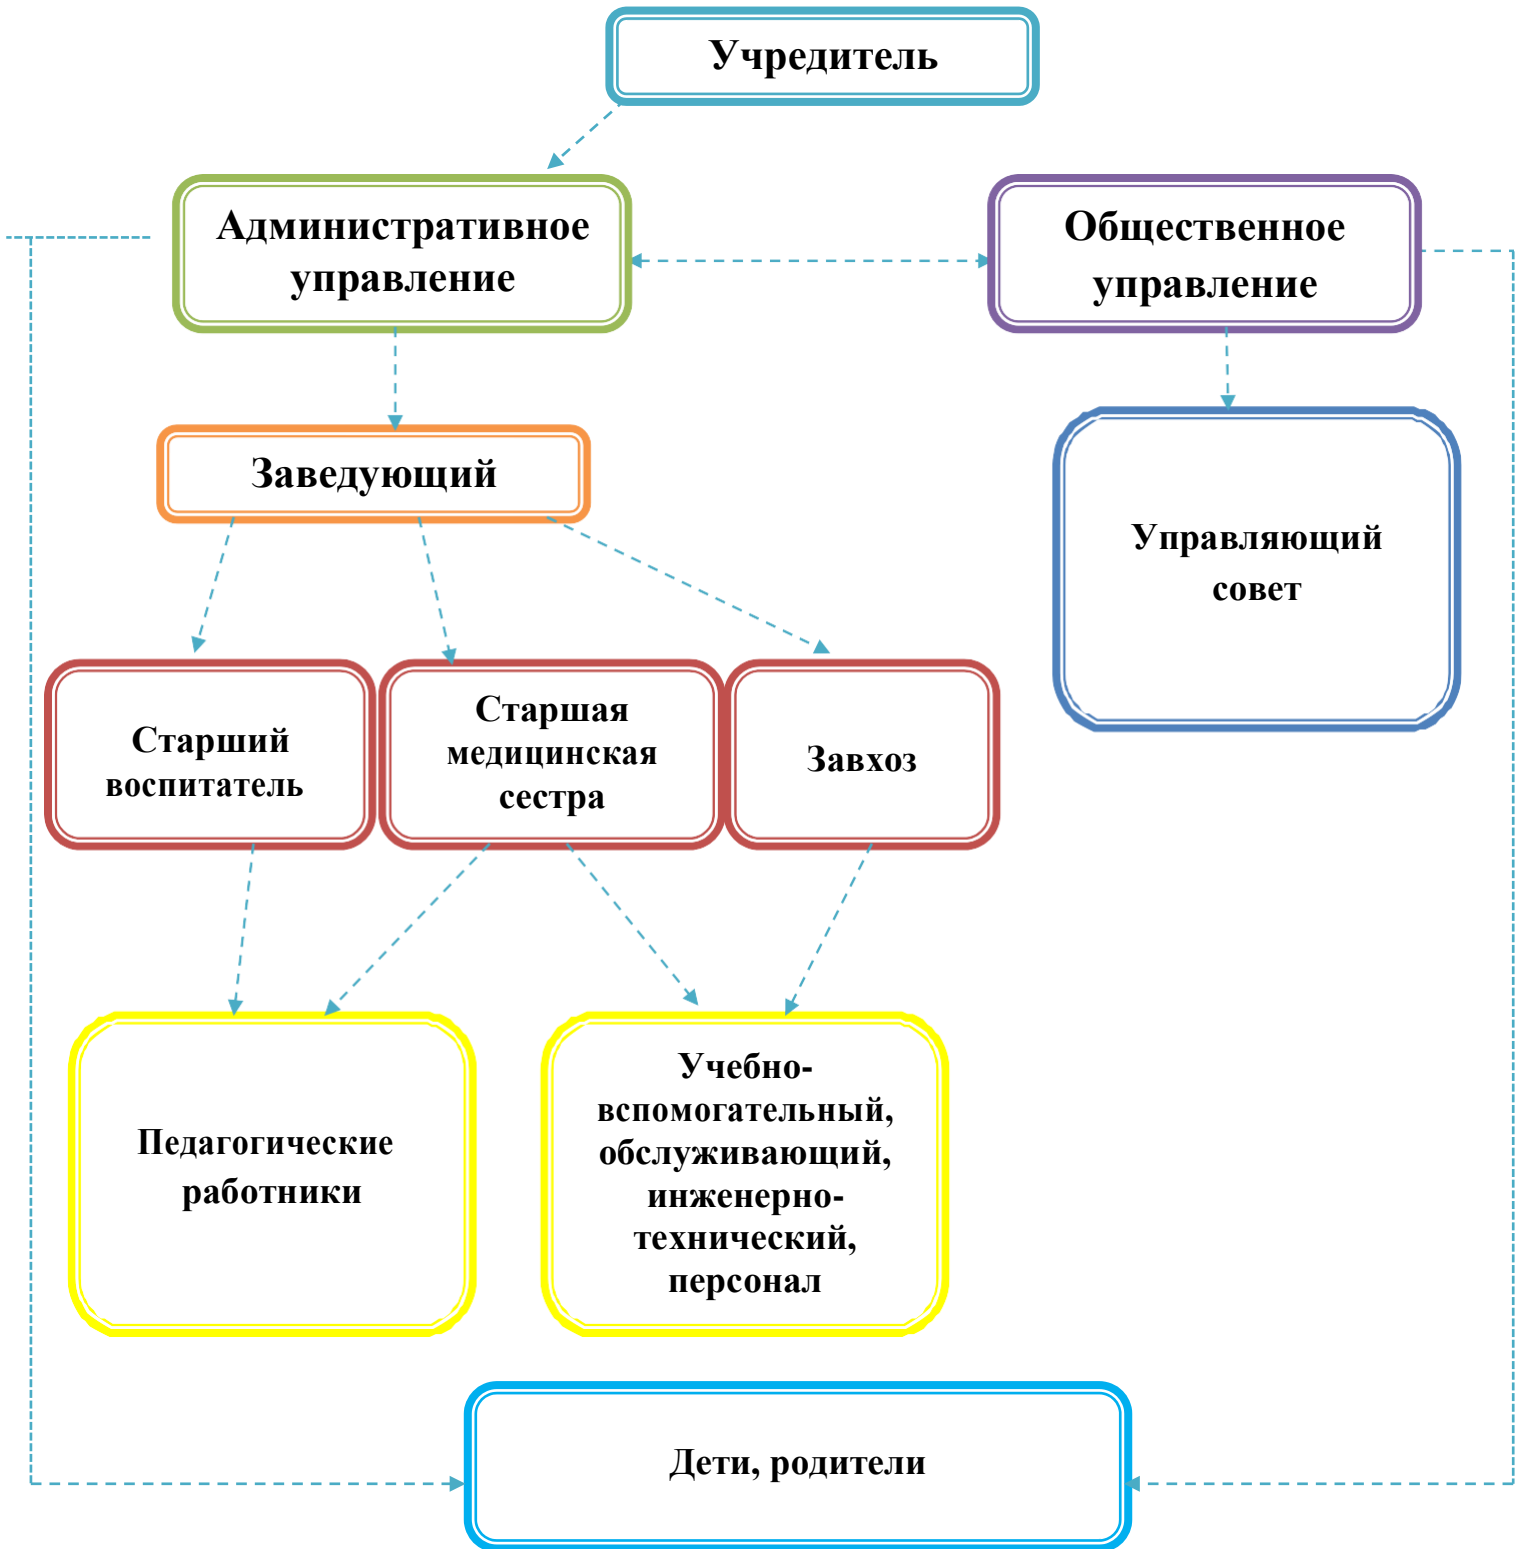 Учредитель
Административное
управление
Общественное
управление
Заведующий
Управляющий
совет
Старший
воспитатель
Старшая
медицинская
сестра
Завхоз
Педагогические
работники
Учебно-
вспомогательный,
обслуживающий,
инженерно-
технический,
персонал
Дети, родители